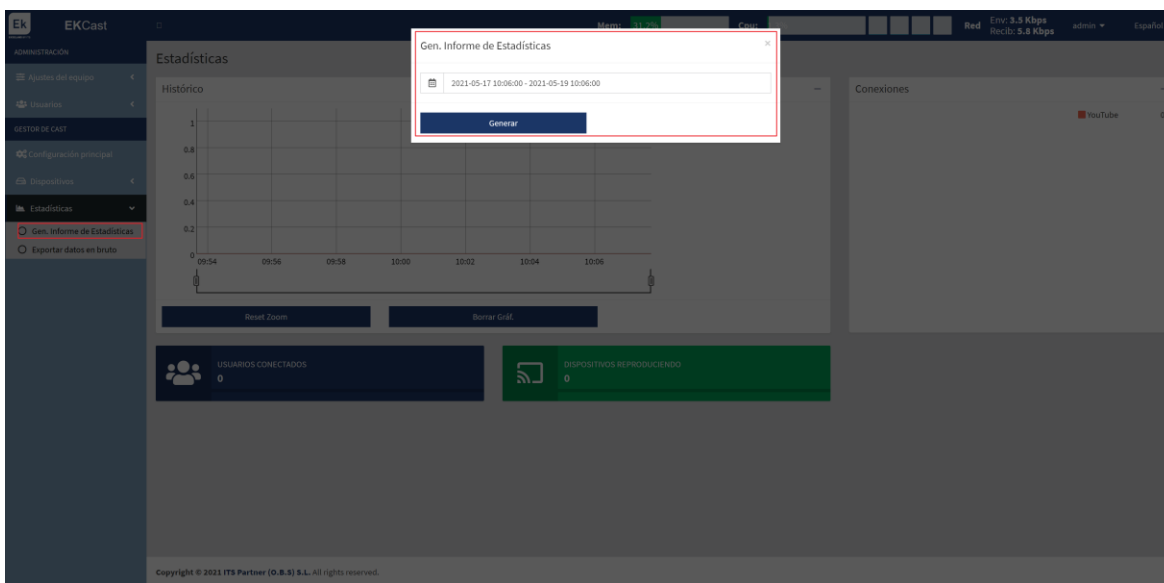 Ek
EKCast
Mem: 31.2%
Cpu:
Red
Env: 3.5 Kbps
Recib: 5.8 Kbps
admin
Español
ADMINISTRACIÓN
Ajustes del equipo
Usuarios
GESTOR DE CAST
Configuración principal
Dispositivos
Estadísticas
Gen. Informe de Estadísticas
Exportar datos en bruto
Estadísticas
Gen. Informe de Estadísticas
×
2021-05-17 10:06:00 - 2021-05-19 10:06:00
Generar
Histórico
1
0.8
0.6
0.4
0.2
0
09:54 09:56 09:58 10:00 10:02 10:04 10:06
Reset Zoom
Borrar Gráf.
Conexiones
YouTube
USUARIOS CONECTADOS
0
DISPOSITIVOS REPRODUCIENDO
0
Copyright © 2021 ITS Partner (O.B.S) S.L. All rights reserved.